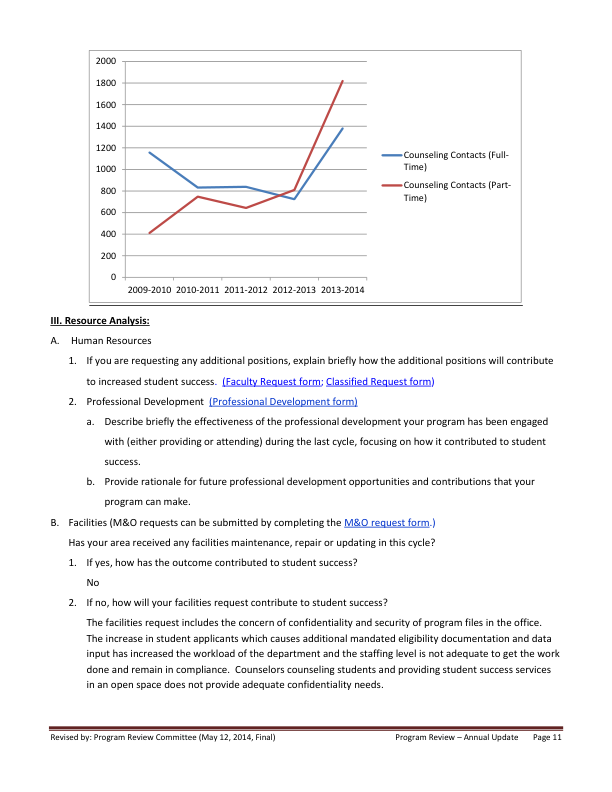 2000
1800
1600
1400
1200
1000
800
600
400
200
0
2009-2010 2010-2011 2011-2012 2012-2013 2013-2014
Counseling Contacts (Full-
Time)
Counseling Contacts (Part-
Time)
III. Resource Analysis:
A. Human Resources
1. If you are requesting any additional positions, explain briefly how the additional positions will contribute
to increased student success. (Faculty Request form; Classified Request form)
2. Professional Development (Professional Development form)
a. Describe briefly the effectiveness of the professional development your program has been engaged
with (either providing or attending) during the last cycle, focusing on how it contributed to student
success.
b. Provide rationale for future professional development opportunities and contributions that your
program can make.
B. Facilities (M&O requests can be submitted by completing the M&O request form.)
Has your area received any facilities maintenance, repair or updating in this cycle?
1. If yes, how has the outcome contributed to student success?
No
2. If no, how will your facilities request contribute to student success?
The facilities request includes the concern of confidentiality and security of program files in the office.
The increase in student applicants which causes additional mandated eligibility documentation and data
input has increased the workload of the department and the staffing level is not adequate to get the work
done and remain in compliance. Counselors counseling students and providing student success services
in an open space does not provide adequate confidentiality needs.
Revised by: Program Review Committee (May 12, 2014, Final) Program Review – Annual Update Page 11